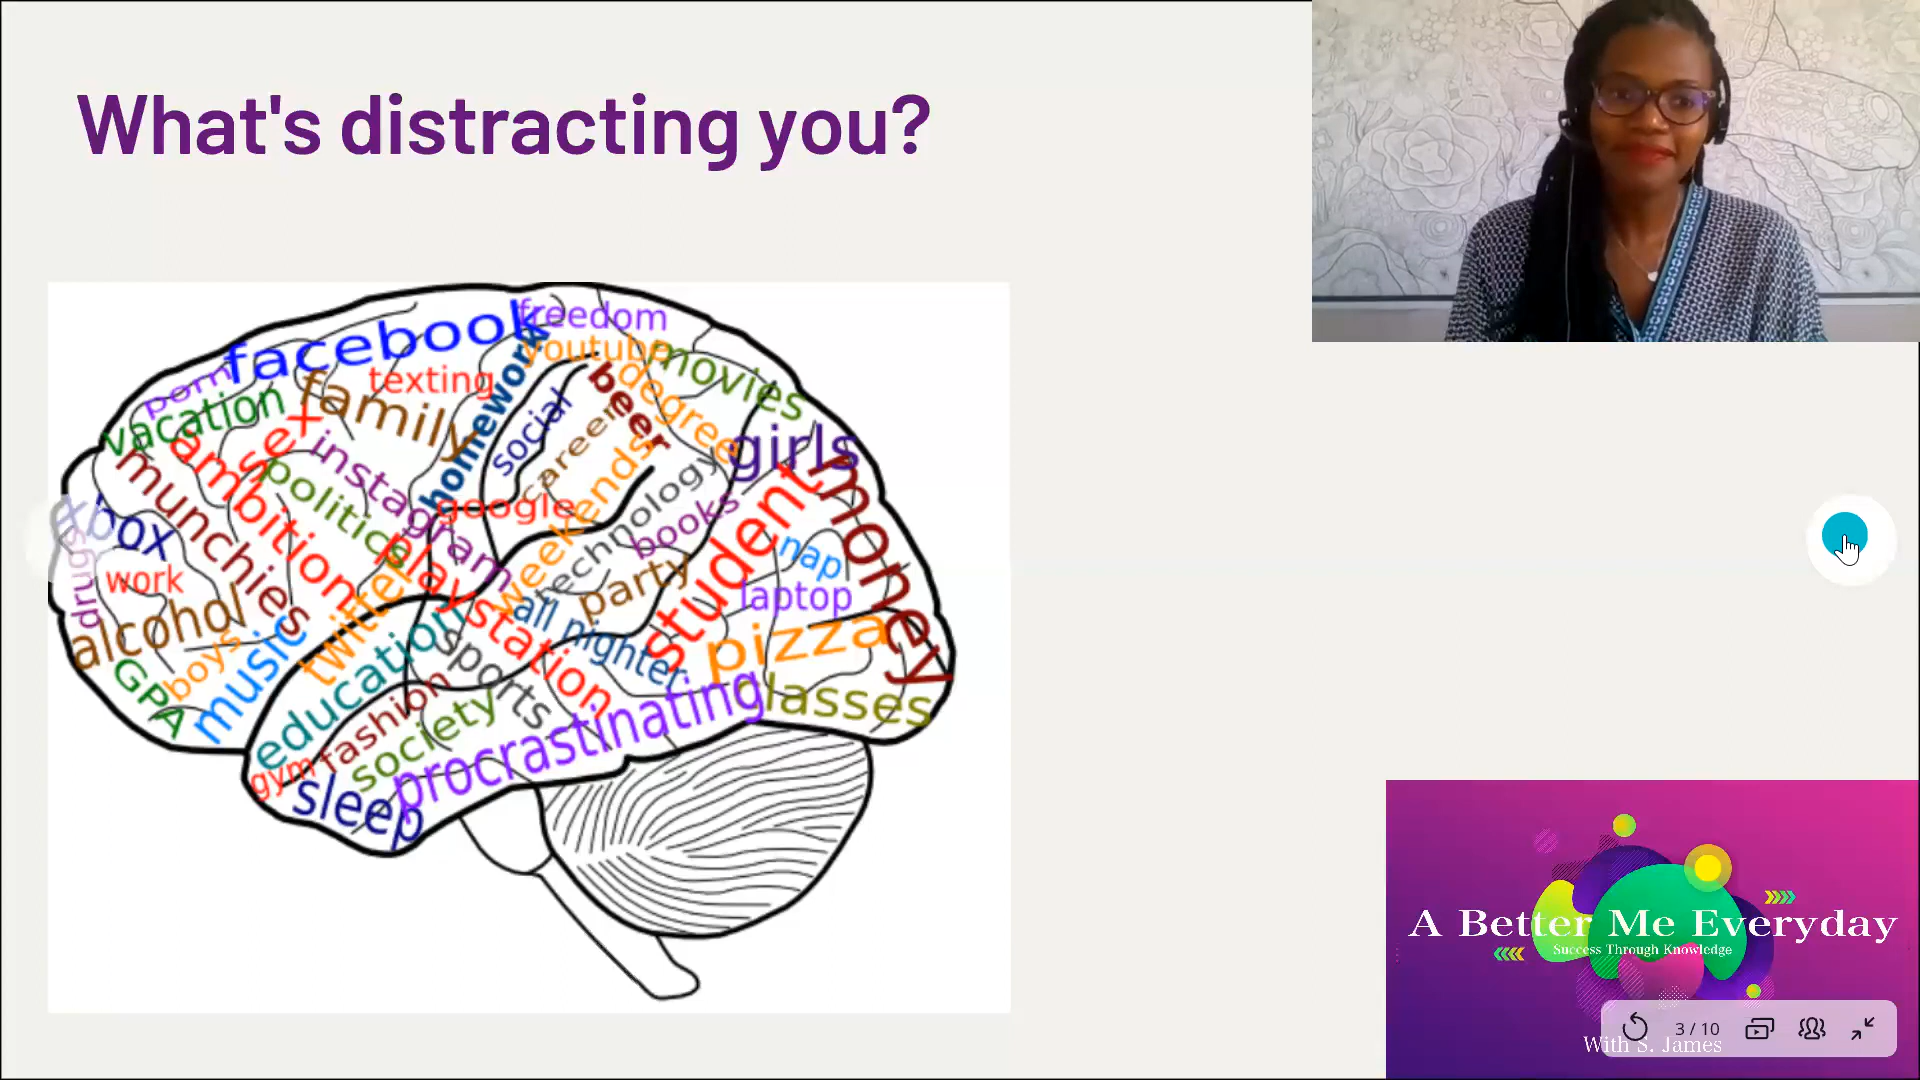 What's distracting you?
facebook
freedom
youtube
movies
porn
texting
homework
beer
degree
vacation
family
social
career
girls
sex
instagram
ambition
politics
google
weekends
technology
books
student
money
munchies
xbox
drugs
work
playstation
nap
laptop
party
all nighter
alcohol
twitter
pizza
GPA
boys
music
education
sports
classes
fashion
society
procrastinating
gym
sleep
A Better Me Everyday
Success Through Knowledge
With S. James
3 / 10